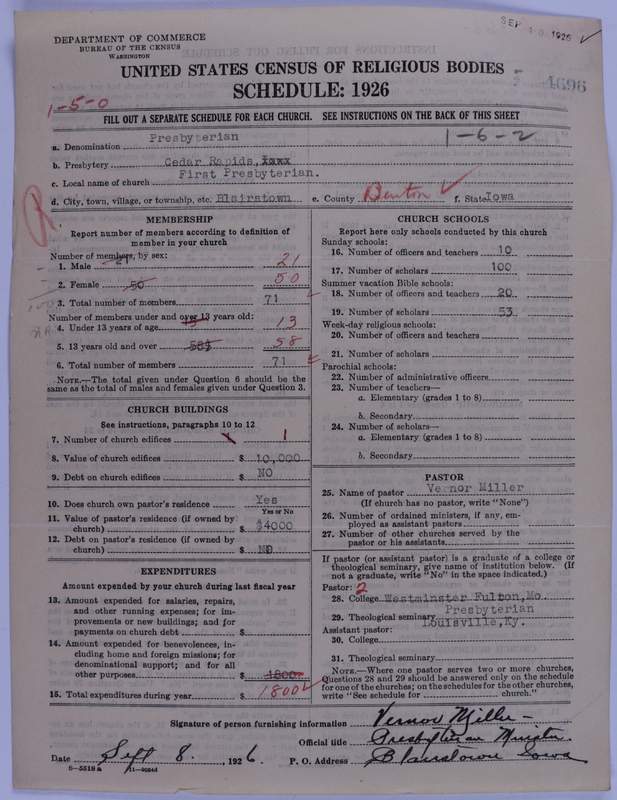 SEP 10 1926 ✓
DEPARTMENT OF COMMERCE
BUREAU OF THE CENSUS
WASHINGTON
UNITED STATES CENSUS OF RELIGIOUS BODIES
SCHEDULE: 1926
4696
1-5-0
FILL OUT A SEPARATE SCHEDULE FOR EACH CHURCH. SEE INSTRUCTIONS ON THE BACK OF THIS SHEET
1-6-2
a. Denomination Presbyterian
b. Presbytery Cedar Rapids,
c. Local name of church First Presbyterian.
d. City, town, village, or township, etc. Blairstown e. County Benton ✓ f. State Iowa
MEMBERSHIP
Report number of members according to definition of
member in your church
Number of members, by sex:
1. Male 21 21
2. Female 50 50
3. Total number of members 71
Number of members under and over 13 years old:
4. Under 13 years of age 13
5. 13 years old and over 58
6. Total number of members 71
NOTE.—The total given under Question 6 should be the
same as the total of males and females given under Question 3.
CHURCH BUILDINGS
See instructions, paragraphs 10 to 12
7. Number of church edifices 1
8. Value of church edifices $ 10,000
9. Debt on church edifices $ NO
10. Does church own pastor's residence Yes
Yes or No
11. Value of pastor's residence (if owned by
church) $ $4000
12. Debt on pastor's residence (if owned by
church) $ NO
EXPENDITURES
Amount expended by your church during last fiscal year
13. Amount expended for salaries, repairs,
and other running expenses; for im-
provements or new buildings; and for
payments on church debt $
14. Amount expended for benevolences, in-
cluding home and foreign missions; for
denominational support; and for all
other purposes $ 1800
15. Total expenditures during year $ 1800 ✓
CHURCH SCHOOLS
Report here only schools conducted by this church
Sunday schools:
16. Number of officers and teachers 10
17. Number of scholars 100
Summer vacation Bible schools:
18. Number of officers and teachers 20
19. Number of scholars 53
Week-day religious schools:
20. Number of officers and teachers
21. Number of scholars
Parochial schools:
22. Number of administrative officers
23. Number of teachers—
a. Elementary (grades 1 to 8)
b. Secondary
24. Number of scholars—
a. Elementary (grades 1 to 8)
b. Secondary
PASTOR
25. Name of pastor Vernor Miller
(If church has no pastor, write "None")
26. Number of ordained ministers, if any, em-
ployed as assistant pastors
27. Number of other churches served by the
pastor or his assistants
If pastor (or assistant pastor) is a graduate of a college or
theological seminary, give name of institution below. (If
not a graduate, write "No" in the space indicated.)
Pastor: 2
28. College Westminster Fulton, Mo.
29. Theological seminary Presbyterian
Louisville, Ky.
Assistant pastor:
30. College
31. Theological seminary
NOTE.—Where one pastor serves two or more churches,
Questions 28 and 29 should be answered only on the schedule
for one of the churches; on the schedules for the other churches,
write "See schedule for church."
Signature of person furnishing information Vernor Miller
Official title Presbyterian Minister
Date Sept 8, 1926. P. O. Address Blairstown Iowa
6—5518a 11—9084d